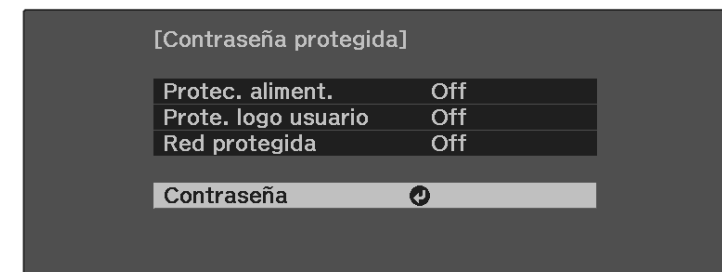 [Contraseña protegida]
Protec. aliment. Off
Prote. logo usuario Off
Red protegida Off
Contraseña